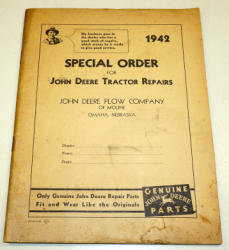 My business goes to
the dealer who has a
good stock of repairs,
which means he is ready
to give good service.
1942
SPECIAL ORDER
FOR
JOHN DEERE TRACTOR REPAIRS
JOHN DEERE PLOW COMPANY
OF MOLINE
OMAHA, NEBRASKA
Dealer
Town
State
Only Genuine John Deere Repair Parts
Fit and Wear Like the Originals
GENUINE
JOHN DEERE
PARTS